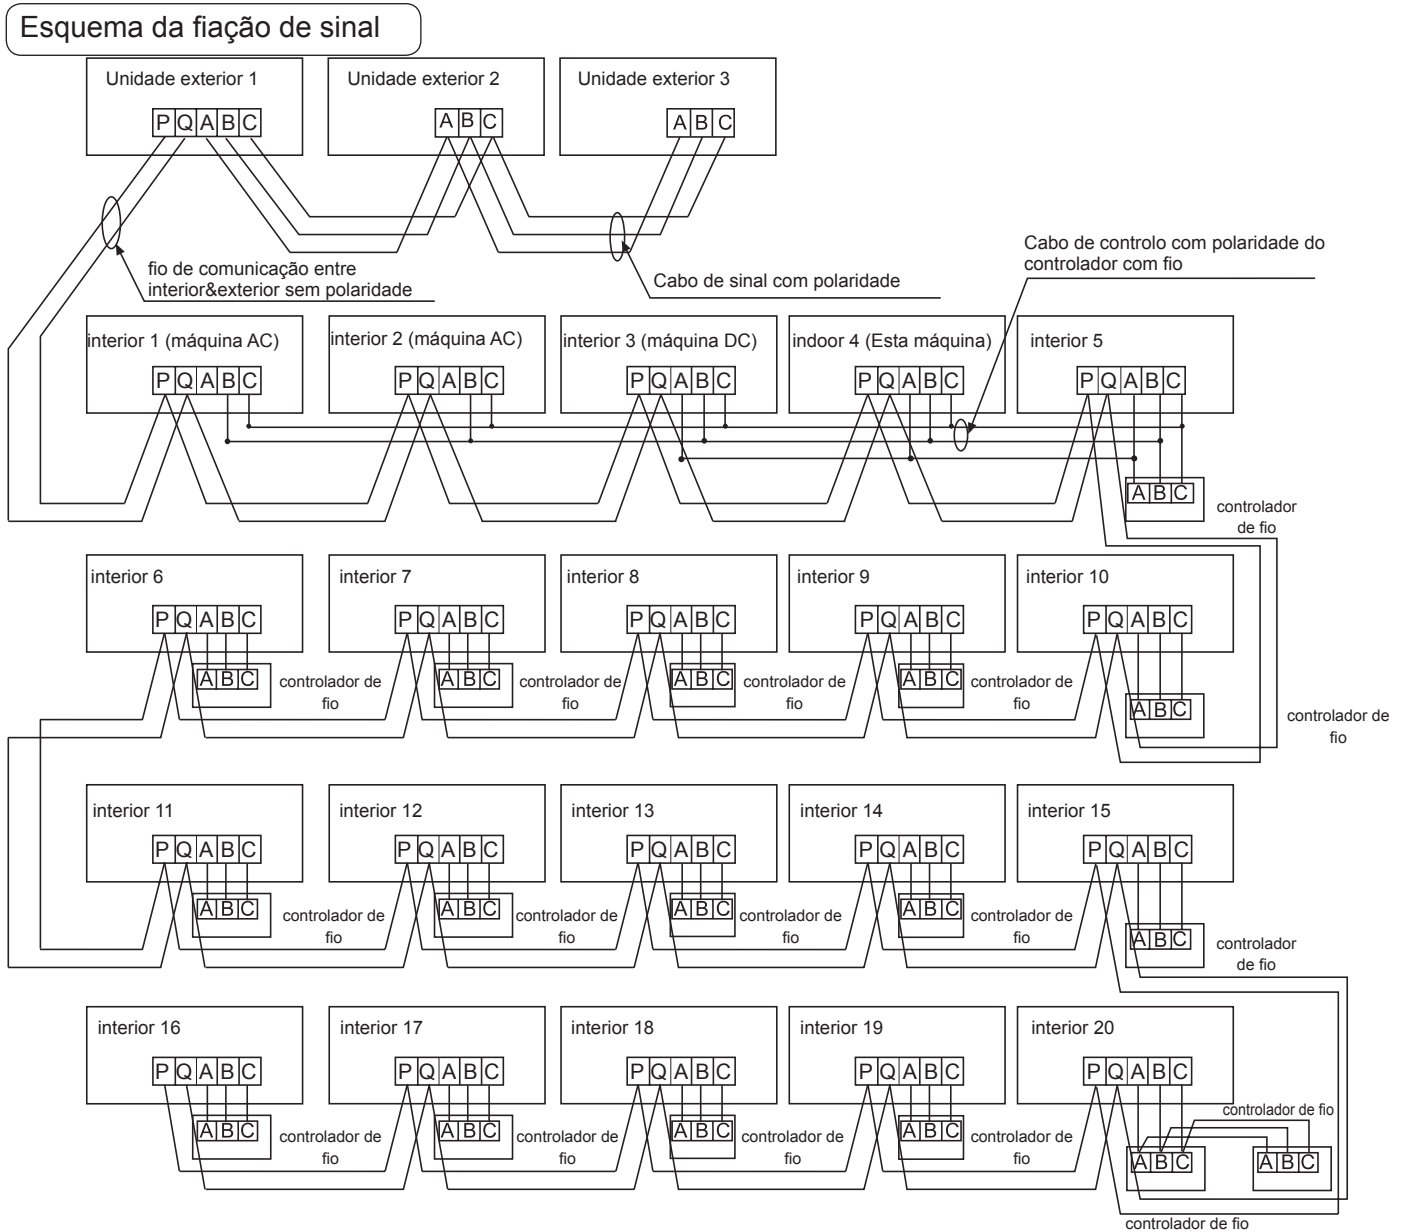 Esquema da fiação de sinal
Unidade exterior 1
Unidade exterior 2
Unidade exterior 3
P Q A B C
A B C
A B C
fio de comunicação entre
interior&exterior sem polaridade
Cabo de sinal com polaridade
Cabo de controlo com polaridade do
controlador com fio
interior 1 (máquina AC)
interior 2 (máquina AC)
interior 3 (máquina DC)
indoor 4 (Esta máquina)
interior 5
P Q A B C
P Q A B C
P Q A B C
P Q A B C
P Q A B C
A B C
controlador
de fio
interior 6
interior 7
interior 8
interior 9
interior 10
P Q A B C
P Q A B C
P Q A B C
P Q A B C
P Q A B C
A B C
controlador de
fio
A B C
controlador de
fio
A B C
controlador de
fio
A B C
controlador de
fio
A B C
controlador de
fio
interior 11
interior 12
interior 13
interior 14
interior 15
P Q A B C
P Q A B C
P Q A B C
P Q A B C
P Q A B C
A B C
controlador de
fio
A B C
controlador de
fio
A B C
controlador de
fio
A B C
controlador de
fio
A B C
controlador
de fio
interior 16
interior 17
interior 18
interior 19
interior 20
P Q A B C
P Q A B C
P Q A B C
P Q A B C
P Q A B C
A B C
controlador de
fio
A B C
controlador de
fio
A B C
controlador de
fio
A B C
controlador de
fio
controlador de fio
A B C
A B C
controlador de fio